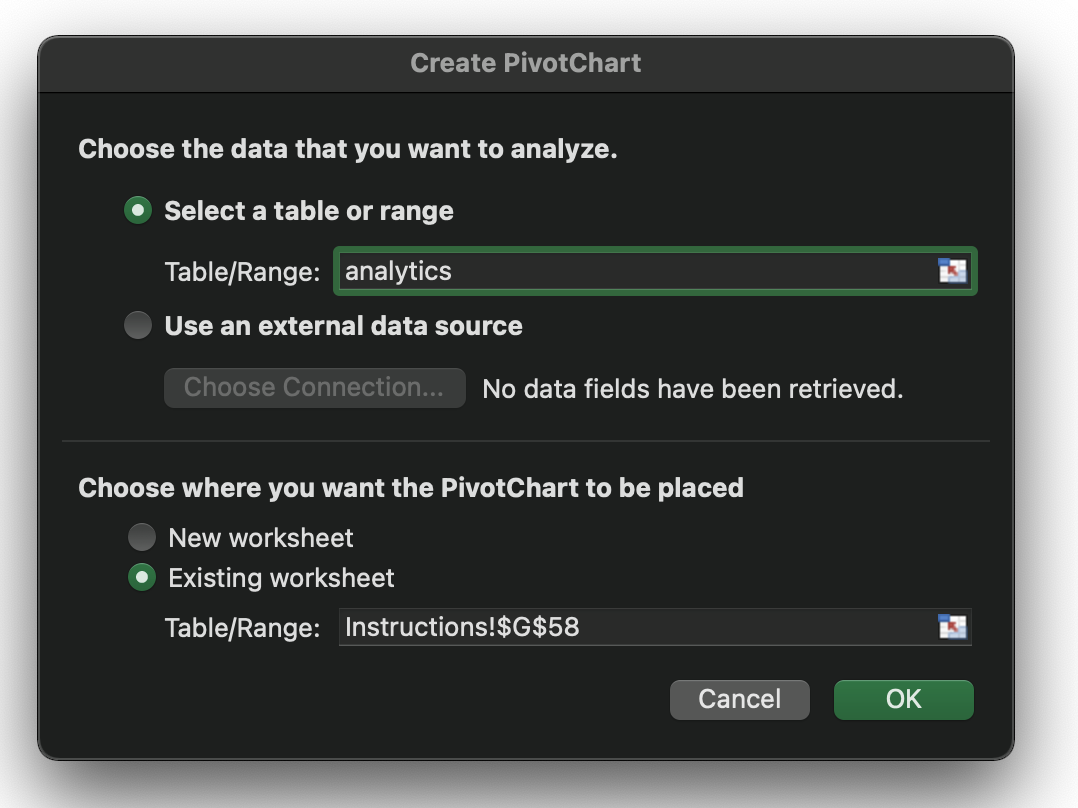 Create PivotChart
Choose the data that you want to analyze.
Select a table or range
Table/Range: analytics
Use an external data source
Choose Connection... No data fields have been retrieved.
Choose where you want the PivotChart to be placed
New worksheet
Existing worksheet
Table/Range: Instructions!$G$58
Cancel OK